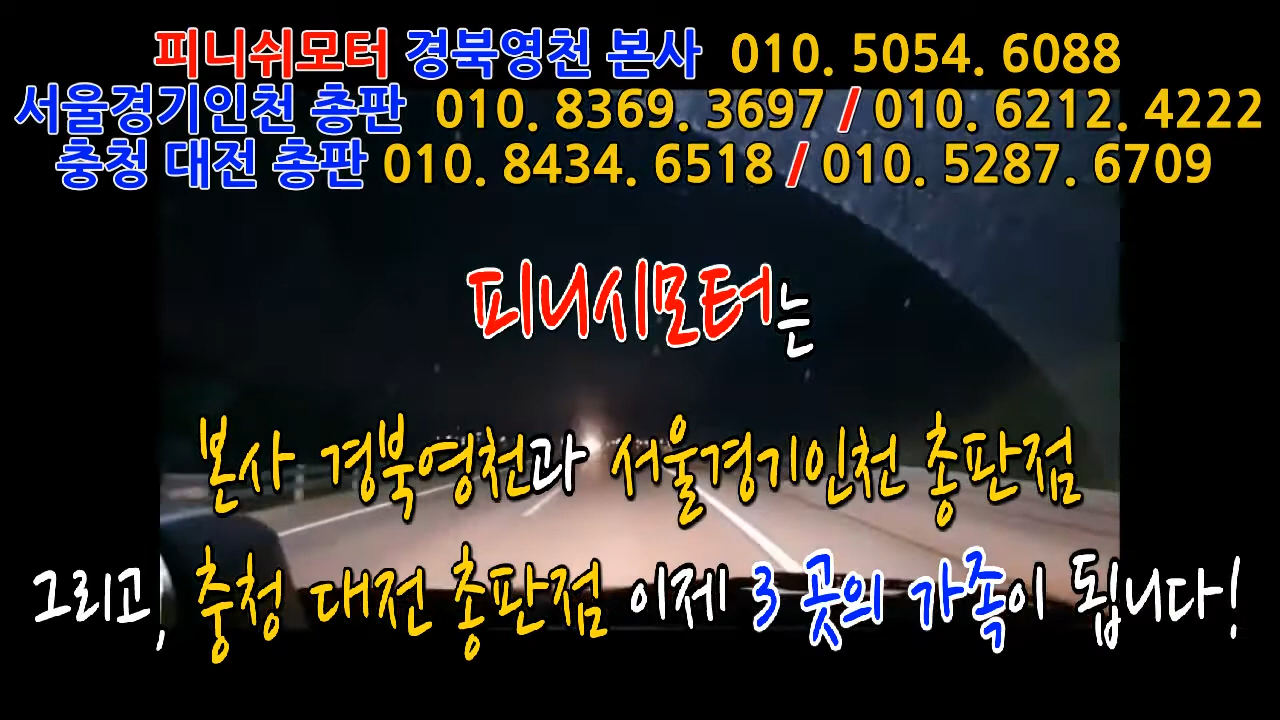 피니쉬모터 경북영천 본사 010. 5054. 6088
서울경기인천 총판 010. 8369. 3697 / 010. 6212. 4222
충청 대전 총판 010. 8434. 6518 / 010. 5287. 6709
피니시모터는
본사 경북영천과 서울경기인천 총판점
그리고, 충청 대전 총판점 이제 3 곳의 가족이 됩니다!